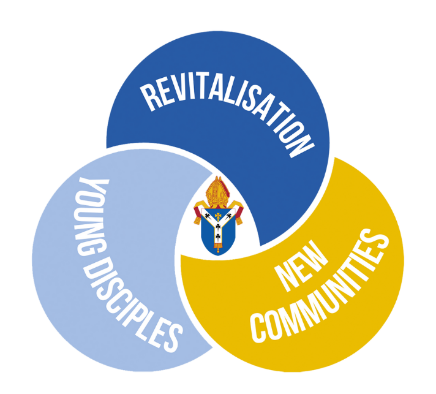 REVITALISATION
YOUNG DISCIPLES
NEW
COMMUNITIES